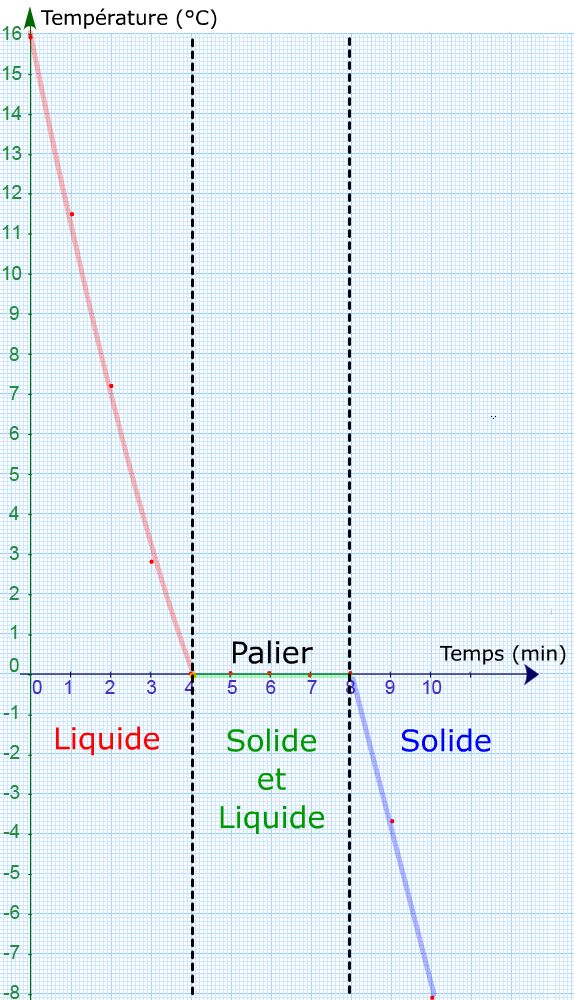 Température (°C)
16
15
14
13
12
11
10
9
8
7
6
5
4
3
2
1
Palier
Temps (min)
0
0 1 2 3 4 5 6 7 8 9 10
-1
Liquide
Solide
et
Liquide
Solide
-2
-3
-4
-5
-6
-7
-8